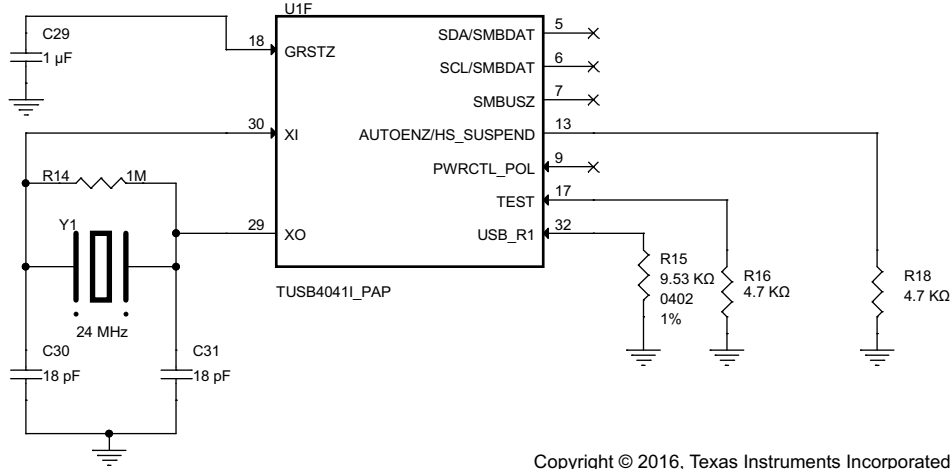 U1F
C29
1 µF
18
GRSTZ
SDA/SMBDAT
5
SCL/SMBDAT
6
SMBUSZ
7
30
XI
AUTOENZ/HS_SUSPEND
13
PWRCTL_POL
9
R14
1M
TEST
17
Y1
29
XO
USB_R1
32
R15
9.53 KΩ
0402
1%
R16
4.7 KΩ
R18
4.7 KΩ
TUSB4041I_PAP
24 MHz
C30
18 pF
C31
18 pF
Copyright © 2016, Texas Instruments Incorporated